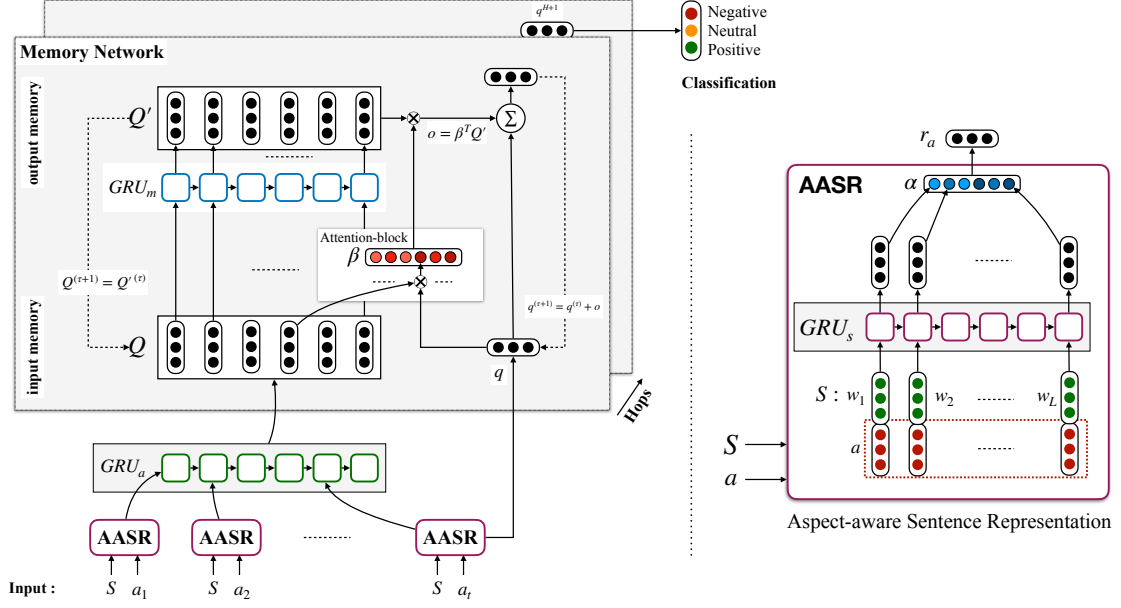 q^{H+1}
Negative
Neutral
Positive
Classification
Memory Network
output memory
Q′
o = β^T Q′
Σ
GRU_m
Attention-block
β
Q^{(τ+1)} = Q′^{(τ)}
q^{(τ+1)} = q^{(τ)} + o
input memory
Q
q
Hops
GRU_a
AASR AASR AASR
Input : S a_1 S a_2 S a_t
r_a
AASR
α
GRU_s
S : w_1 w_2 w_L
a
S
a
Aspect-aware Sentence Representation